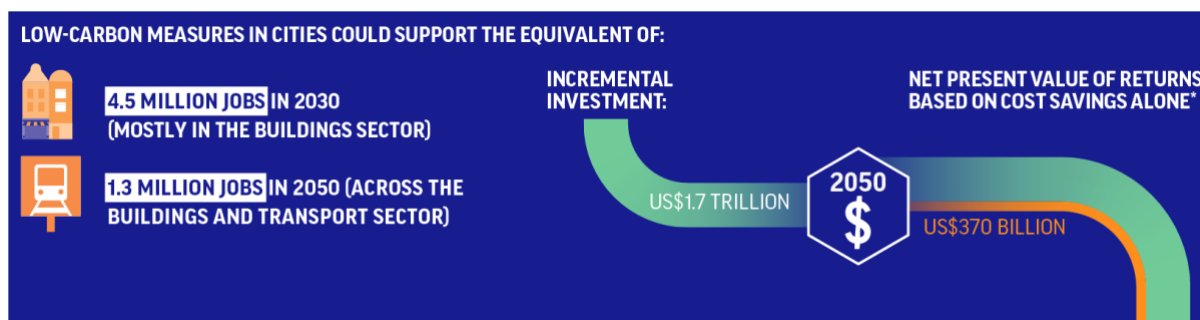 LOW-CARBON MEASURES IN CITIES COULD SUPPORT THE EQUIVALENT OF:
4.5 MILLION JOBS IN 2030
(MOSTLY IN THE BUILDINGS SECTOR)
1.3 MILLION JOBS IN 2050 (ACROSS THE
BUILDINGS AND TRANSPORT SECTOR)
INCREMENTAL
INVESTMENT:
US$1.7 TRILLION
2050
$
NET PRESENT VALUE OF RETURNS
BASED ON COST SAVINGS ALONE*
US$370 BILLION